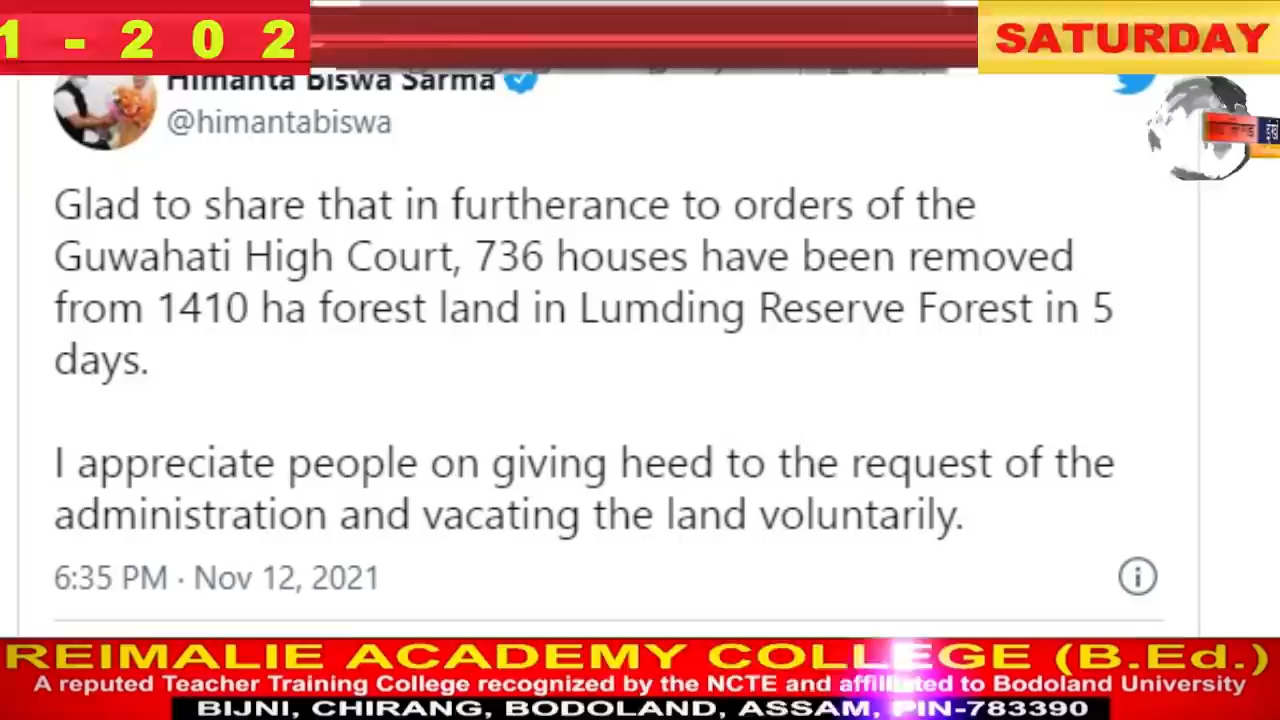 1 - 2 0 2
SATURDAY
Himanta Biswa Sarma
@himantabiswa
Glad to share that in furtherance to orders of the
Guwahati High Court, 736 houses have been removed
from 1410 ha forest land in Lumding Reserve Forest in 5
days.
I appreciate people on giving heed to the request of the
administration and vacating the land voluntarily.
6:35 PM · Nov 12, 2021
REIMALIE ACADEMY COLLEGE (B.Ed.)
A reputed Teacher Training College recognized by the NCTE and affiliated to Bodoland University
BIJNI, CHIRANG, BODOLAND, ASSAM, PIN-783390